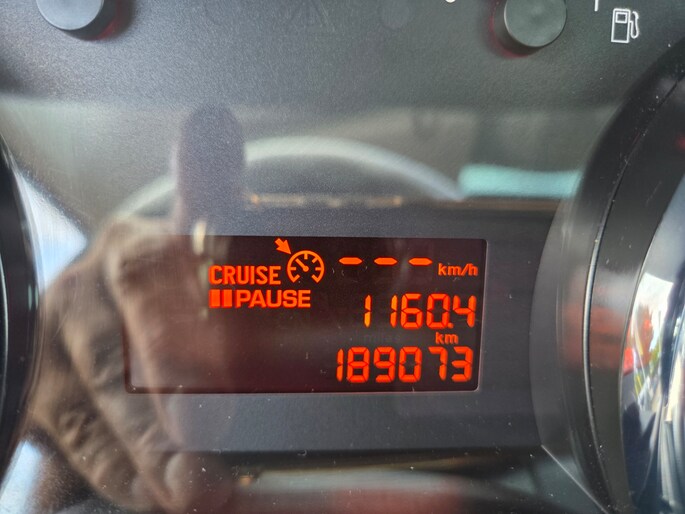 CRUISE --- km/h
PAUSE 1160.4
km
189073